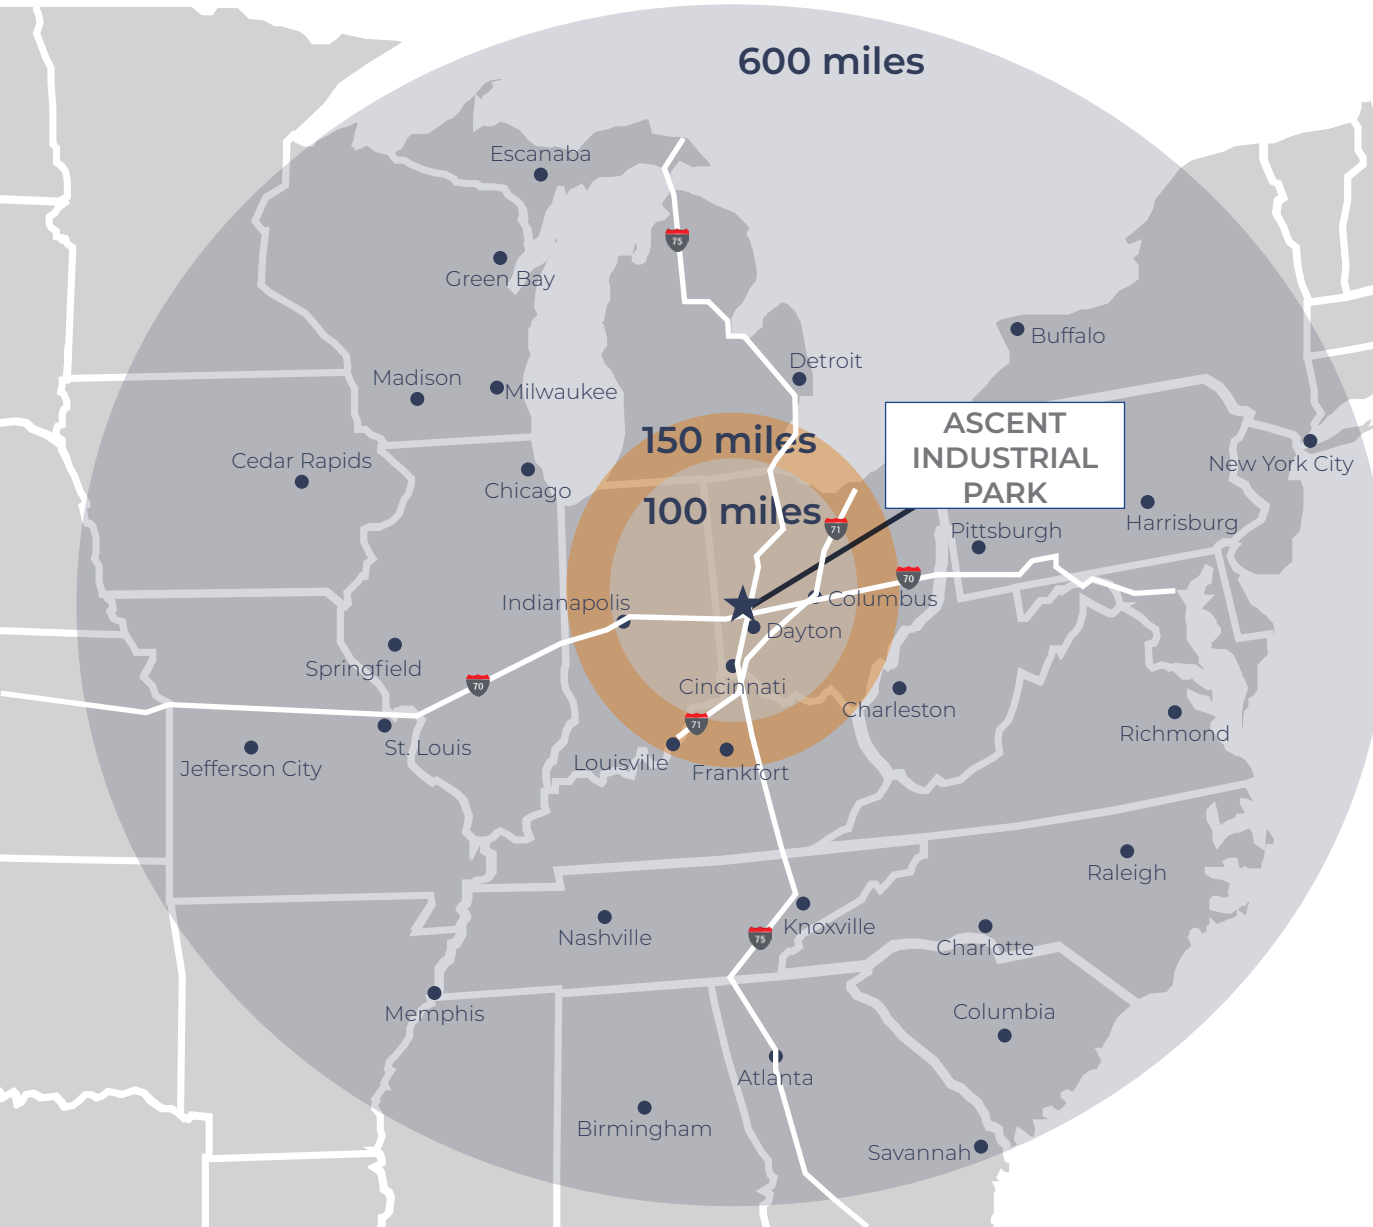 600 miles
Escanaba
75
Green Bay
Buffalo
Detroit
Madison
Milwaukee
150 miles
ASCENT
INDUSTRIAL
PARK
Cedar Rapids
New York City
Chicago
100 miles
71
Harrisburg
Pittsburgh
70
Indianapolis
Columbus
Dayton
Springfield
70
Cincinnati
Charleston
71
Richmond
St. Louis
Louisville
Jefferson City
Frankfort
Raleigh
Knoxville
Nashville
75
Charlotte
Memphis
Columbia
Atlanta
Birmingham
Savannah